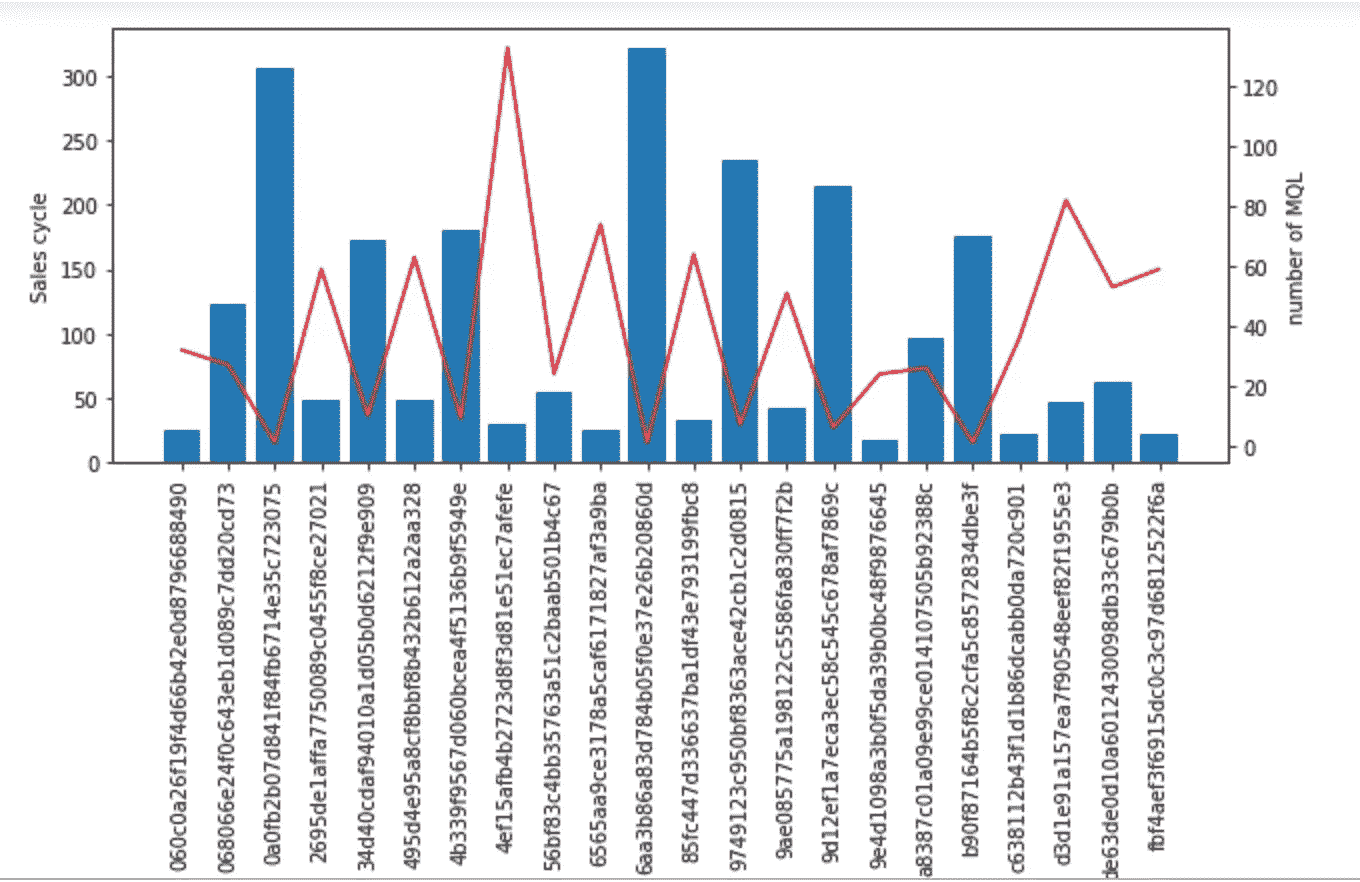 300
250
200
150
100
50
0
Sales cycle
120
100
80
60
40
20
0
number of MQL
060c0a26f19f4d66b42e0d8796688490
068066e24f0c643eb1d089c7dd20cd73
0a0fb2b07d841f84fb6714e35c723075
2695de1affa7750089c0455f8ce27021
34d40cdaf94010a1d05b0d6212f9e909
495d4e95a8cf8bbf8b432b612a2aa328
4b339f9567d060bcea4f5136b9f5949e
4ef15afb4b2723d8f3d81e51ec7afefe
56bf83c4bb35763a51c2baab501b4c67
6565aa9ce3178a5caf6171827af3a9ba
6aa3b86a83d784b05f0e37e26b20860d
85fc447d336637ba1df43e793199fbc8
9749123c950bf8363ace42cb1c2d0815
9ae085775a198122c5586fa830ff7f2b
9d12ef1a7eca3ec58c545c678af7869c
9e4d1098a3b0f5da39b0bc48f9876645
a8387c01a09e99ce014107505b92388c
b90f87164b5f8c2cfa5c8572834dbe3f
c638112b43f1d1b86dcabb0da720c901
d3d1e91a157ea7f90548eef82f1955e3
de63de0d10a6012430098db33c679b0b
fbf4aef3f6915dc0c3c97d6812522f6a